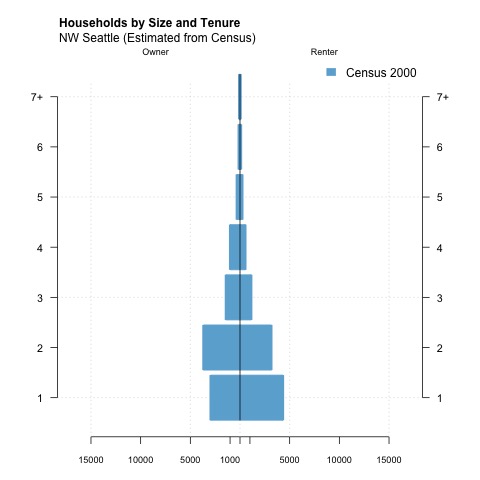 Households by Size and Tenure
NW Seattle (Estimated from Census)
Owner Renter
Census 2000
7+ 7+
6 6
5 5
4 4
3 3
2 2
1 1
15000 10000 5000 1000 5000 10000 15000